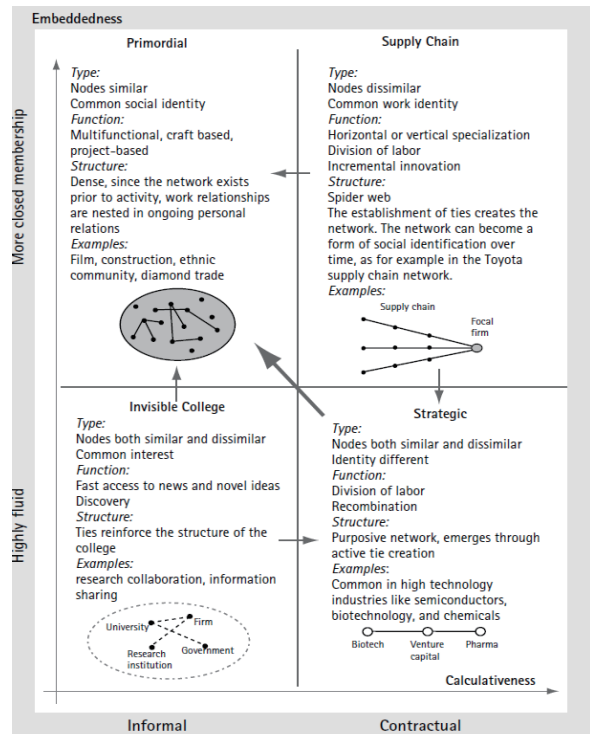 Embeddedness
Primordial
Type:
Nodes similar
Common social identity
Function:
Multifunctional, craft based,
project-based
Structure:
Dense, since the network exists
prior to activity, work relationships
are nested in ongoing personal
relations
Examples:
Film, construction, ethnic
community, diamond trade
Supply Chain
Type:
Nodes dissimilar
Common work identity
Function:
Horizontal or vertical specialization
Division of labor
Incremental innovation
Structure:
Spider web
The establishment of ties creates the
network. The network can become a
form of social identification over
time, as for example in the Toyota
supply chain network.
Examples:
Supply chain
Focal
firm
More closed membership
Invisible College
Type:
Nodes both similar and dissimilar
Common interest
Function:
Fast access to news and novel ideas
Discovery
Structure:
Ties reinforce the structure of the
college
Examples:
research collaboration, information
sharing
University
Firm
Research
institution
Government
Strategic
Type:
Nodes both similar and dissimilar
Identity different
Function:
Division of labor
Recombination
Structure:
Purposive network, emerges through
active tie creation
Examples:
Common in high technology
industries like semiconductors,
biotechnology, and chemicals
Biotech
Venture
capital
Pharma
Highly fluid
Calculativeness
Informal
Contractual